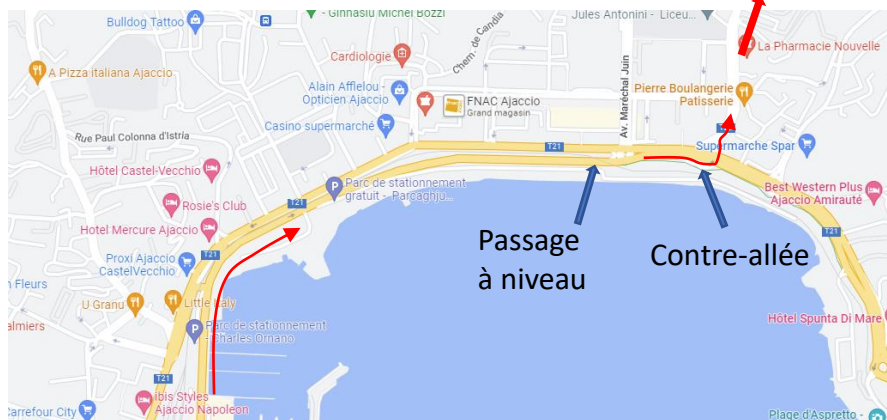 - Ginnasiu Michel Bozzi
Jules Antonini - Liceu...
Bulldog Tattoo
La Pharmacie Nouvelle
Cardiologie
Chem. de Candia
A Pizza italiana Ajaccio
Alain Afflelou -
Opticien Ajaccio
Pierre Boulangerie
Patisserie
FNAC Ajaccio
Grand magasin
Av. Maréchal Juin
Casino supermarché
Rue Paul Colonna d'Istria
T21
T21
Supermarche Spar
Hôtel Castel-Vecchio
Parc de stationnement
gratuit - Parcaghju...
Best Western Plus
Ajaccio Amirauté
T21
Rosie's Club
Hotel Mercure Ajaccio
T21
T21
Passage
à niveau
Contre-allée
Proxi Ajaccio
CastelVecchio
n Fleurs
U Granu
Little Italy
Hôtel Spunta Di Mare
almiers
Parc de stationnement
- Charles Ornano
T21
ibis Styles
Ajaccio Napoleon
Carrefour City
Plage d'Aspretto -